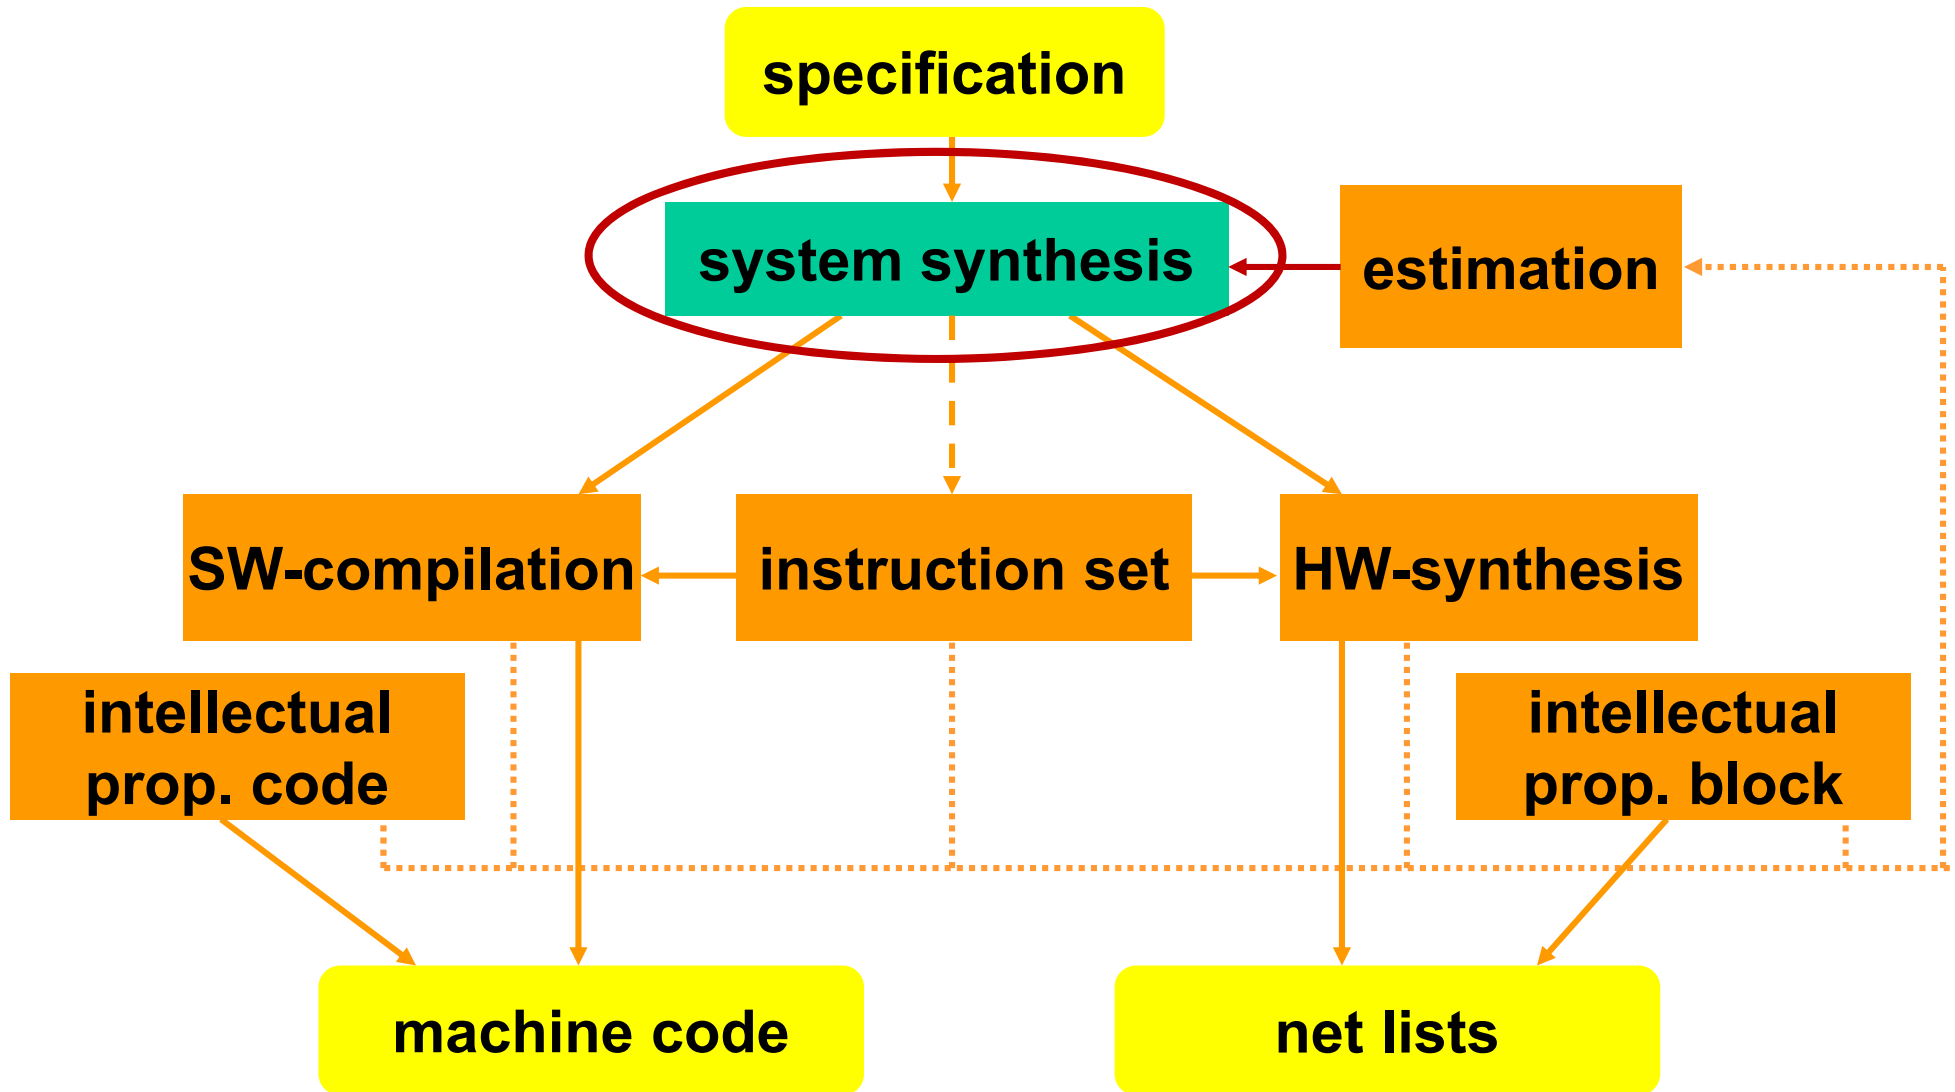 specification
system synthesis
estimation
SW-compilation
instruction set
HW-synthesis
intellectual
prop. code
intellectual
prop. block
machine code
net lists